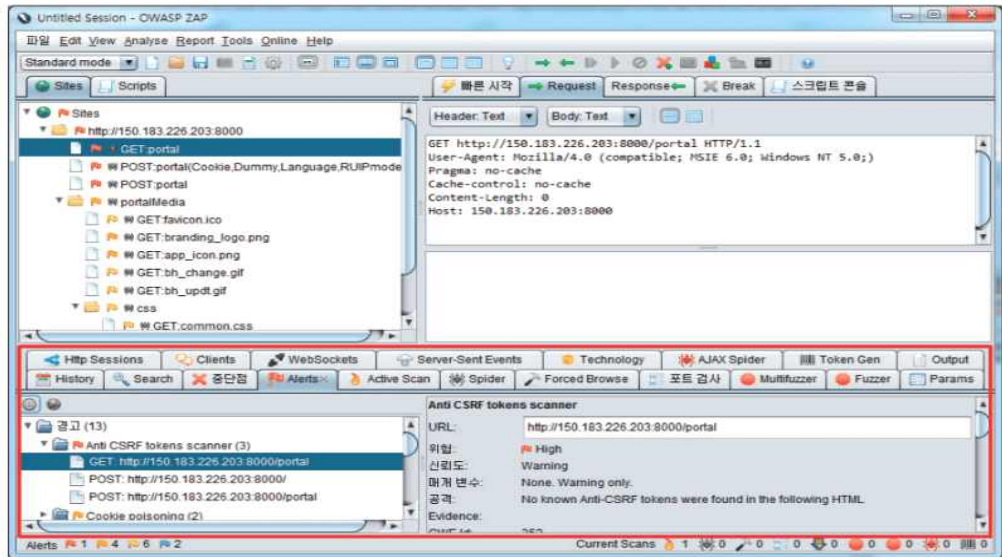 Untitled Session - OWASP ZAP
파일 Edit View Analyse Report Tools Online Help
Standard mode
Sites Scripts
빠른 시작 Request Response Break 스크립트 콘솔
Sites
http://150.183.226.203:8000
GET:portal
POST:portal(Cookie,Dummy,Language,RUIPmode
POST:portal
portalMedia
GET:favicon.ico
GET:branding_logo.png
GET:app_icon.png
GET:bh_change.gif
GET:bh_updt.gif
css
GET:common.css
Header: Text Body: Text
GET http://150.183.226.203:8000/portal HTTP/1.1
User-Agent: Mozilla/4.0 (compatible; MSIE 6.0; Windows NT 5.0;)
Pragma: no-cache
Cache-control: no-cache
Content-Length: 0
Host: 150.183.226.203:8000
Http Sessions Clients WebSockets Server-Sent Events Technology AJAX Spider Token Gen Output
History Search 중단점 Alerts Active Scan Spider Forced Browse 포트 검사 Multifuzzer Fuzzer Params
경고 (13)
Anti CSRF tokens scanner (3)
GET: http://150.183.226.203:8000/portal
POST: http://150.183.226.203:8000/
POST: http://150.183.226.203:8000/portal
Cookie poisoning (2)
Anti CSRF tokens scanner
URL: http://150.183.226.203:8000/portal
위험: High
신뢰도: Warning
매개 변수: None. Warning only.
공격: No known Anti-CSRF tokens were found in the following HTML
Evidence:
Alerts 1 4 6 2
Current Scans 1 0 0 0 0 0 0 0 0